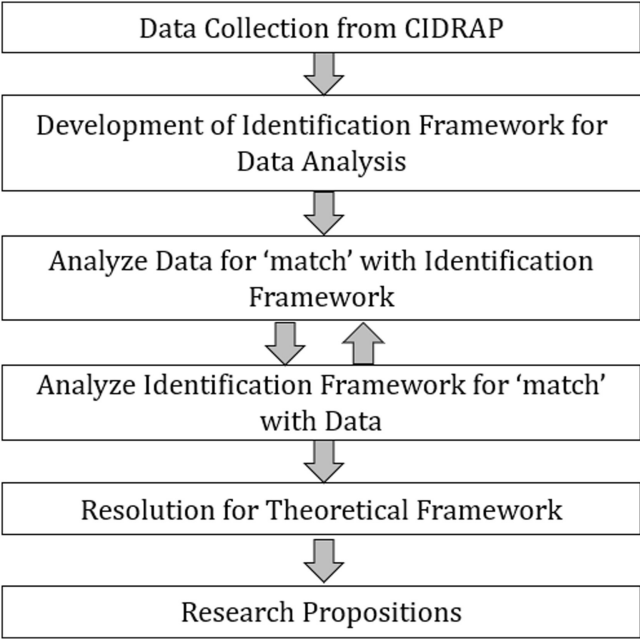 Data Collection from CIDRAP
Development of Identification Framework for
Data Analysis
Analyze Data for ‘match’ with Identification
Framework
Analyze Identification Framework for ‘match’
with Data
Resolution for Theoretical Framework
Research Propositions